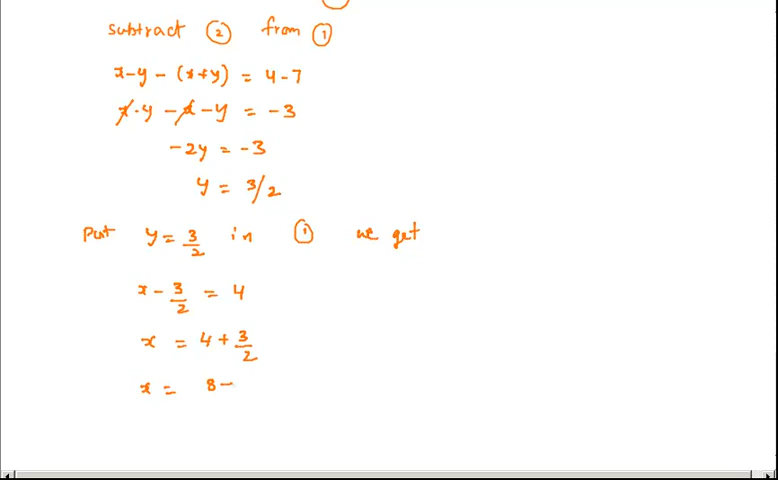 subtract ② from ①
x-y - (x+y) = 4-7
x-y - x - y = -3
-2y = -3
y = 3/2
Put y = 3/2 in ① we get
x - 3/2 = 4
x = 4 + 3/2
x = 8-